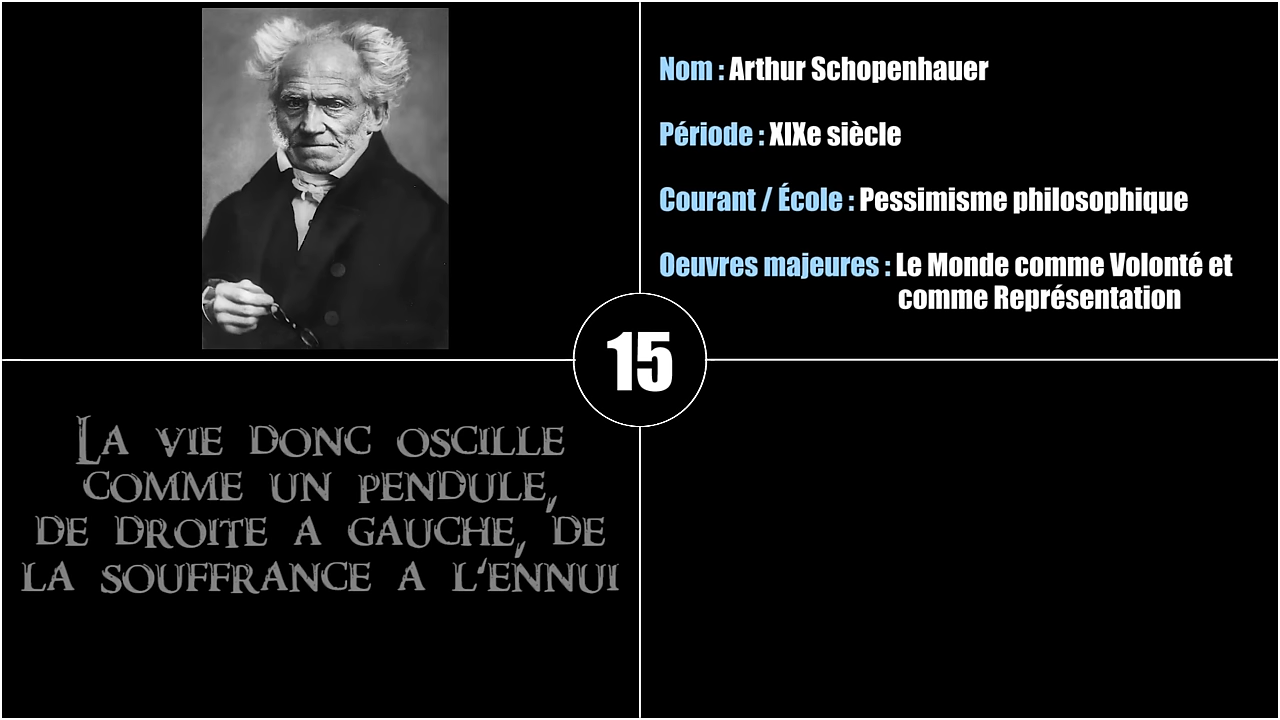 Nom : Arthur Schopenhauer
Période : XIXe siècle
Courant / École : Pessimisme philosophique
Oeuvres majeures : Le Monde comme Volonté et
comme Représentation
15
LA VIE DONC OSCILLE
COMME UN PENDULE,
DE DROITE A GAUCHE, DE
LA SOUFFRANCE A L'ENNUI